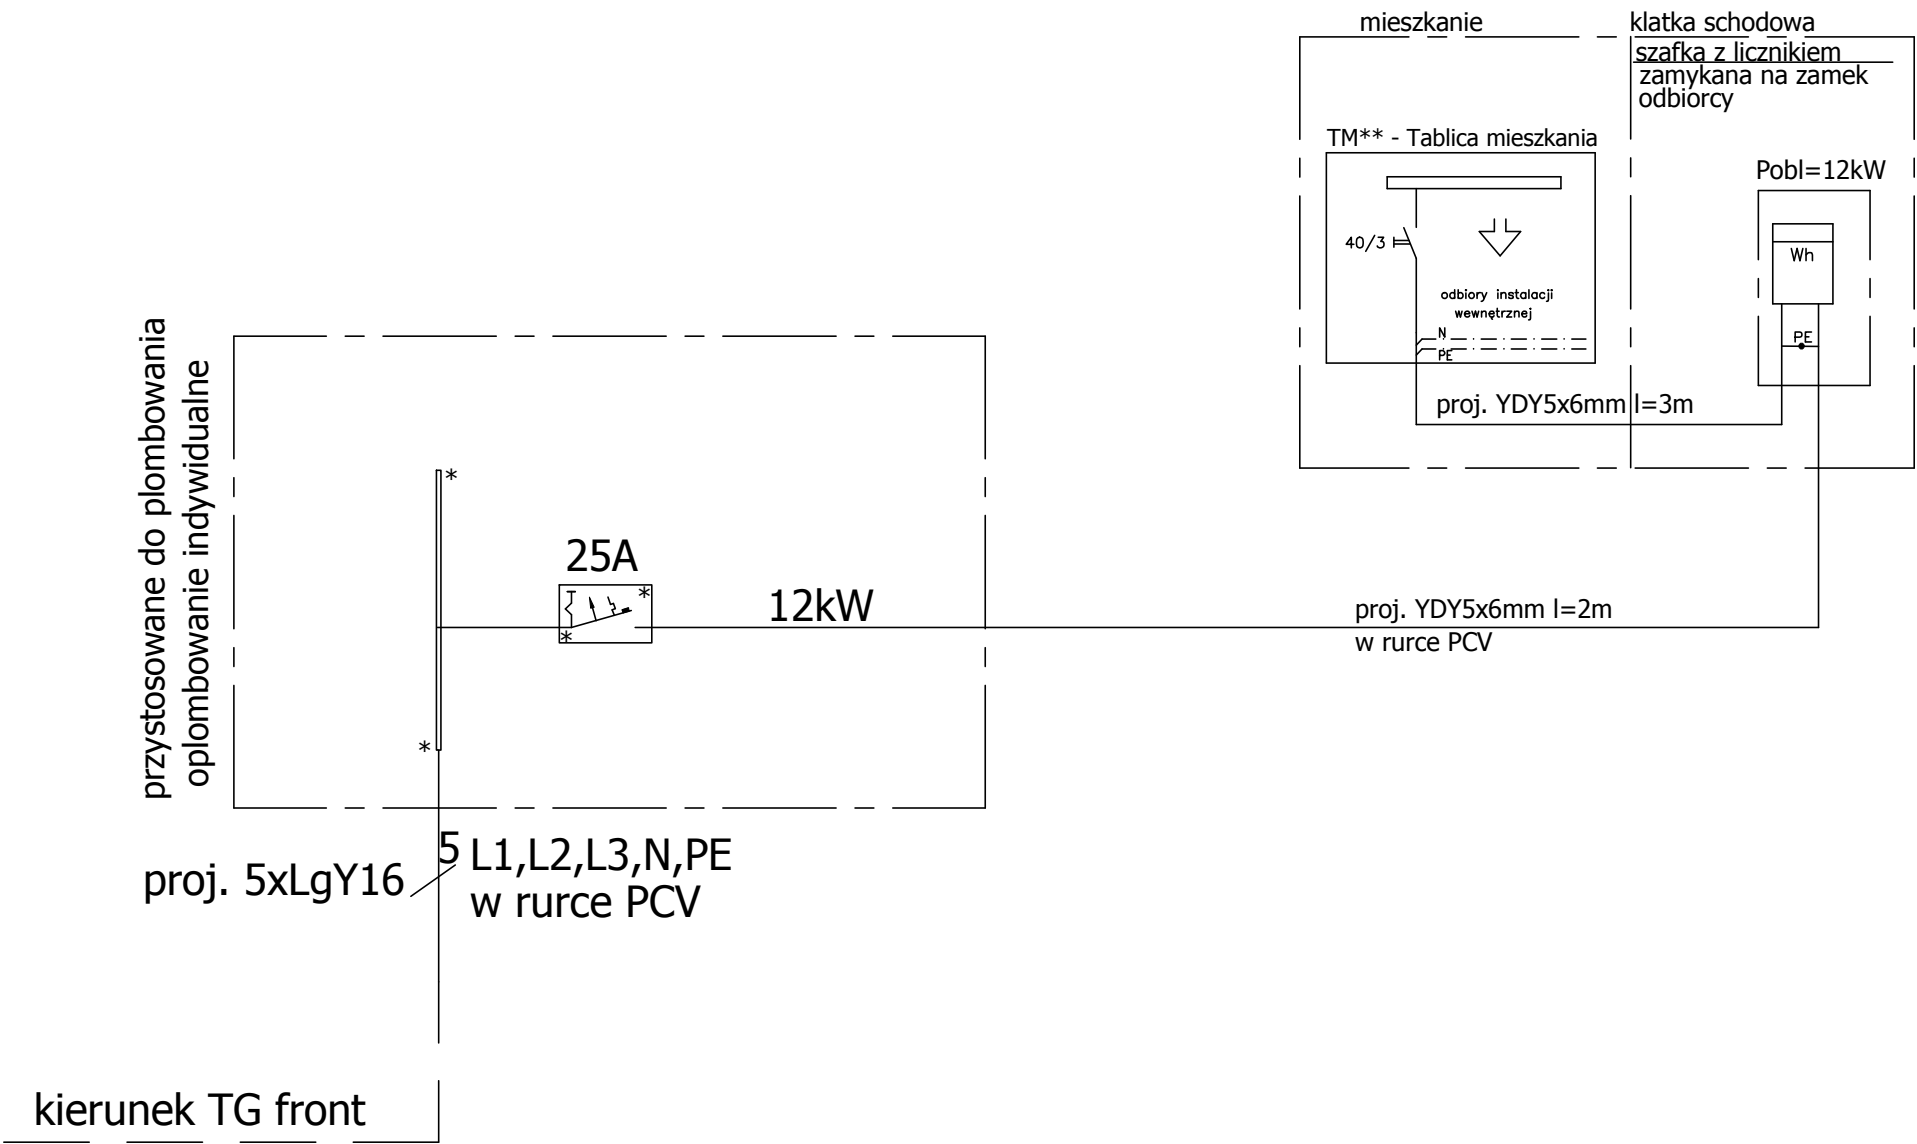 mieszkanie
klatka schodowa
szafka z licznikiem
zamykana na zamek
odbiorcy
TM** - Tablica mieszkania
Pobl=12kW
40/3
Wh
odbiory instalacji
wewnętrznej
N
PE
PE
proj. YDY5x6mm l=3m
przystosowane do plombowania
oplombowanie indywidualne
*
25A
*
*
12kW
proj. YDY5x6mm l=2m
w rurce PCV
*
5
L1,L2,L3,N,PE
proj. 5xLgY16
w rurce PCV
kierunek TG front